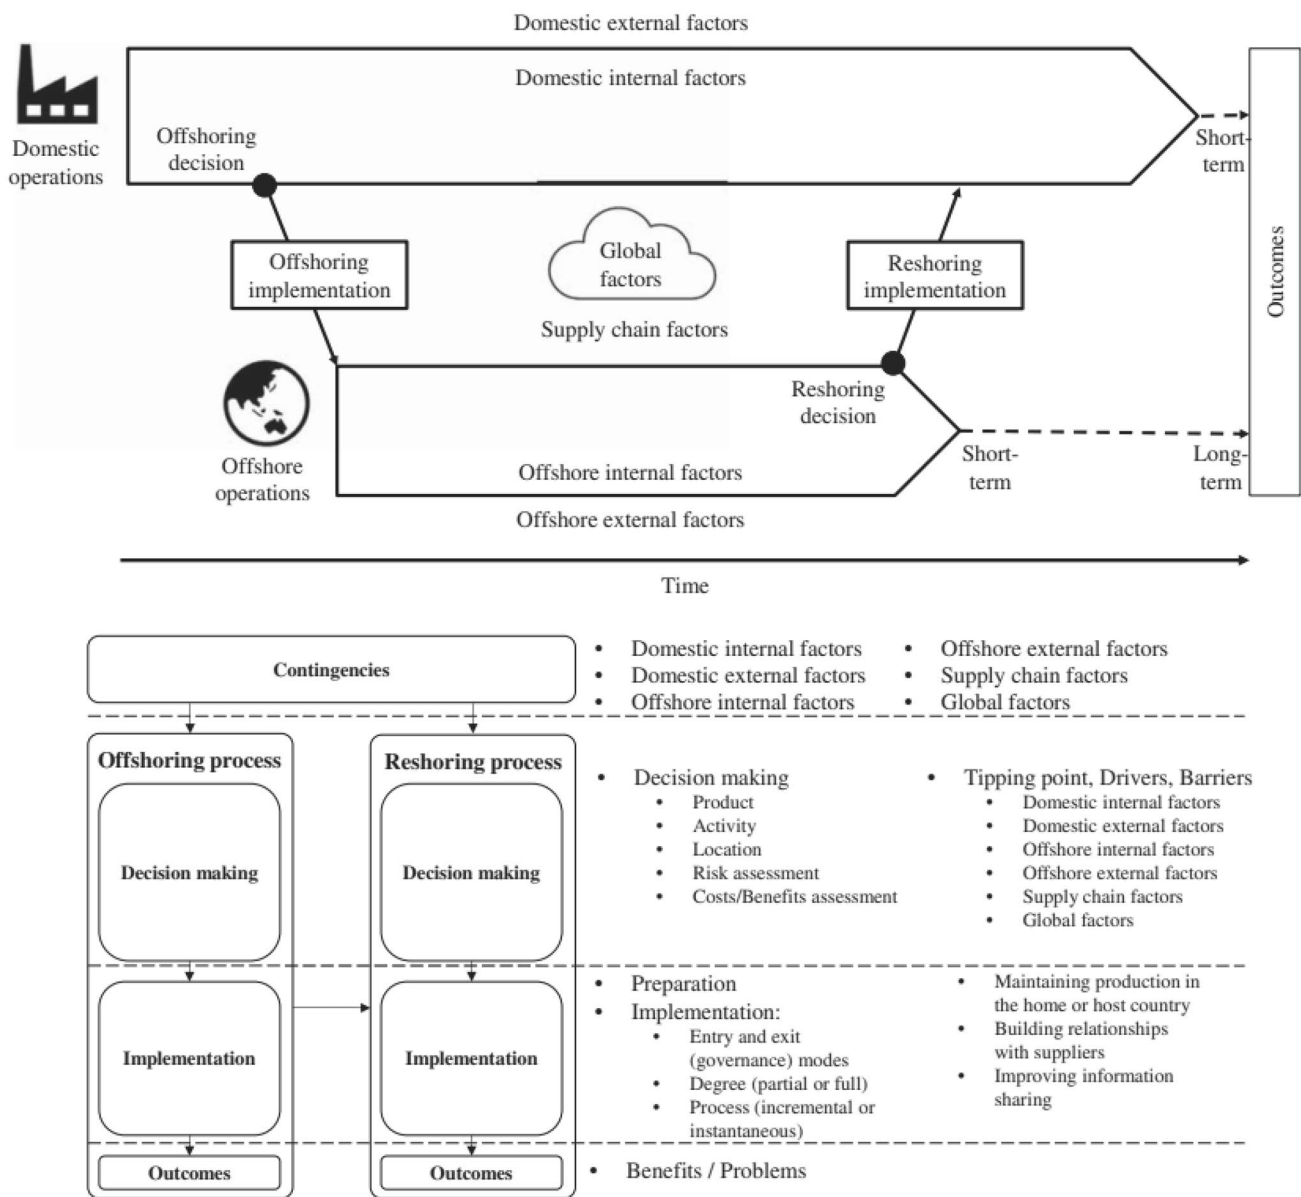 Domestic external factors
Domestic internal factors
Domestic
operations
Offshoring
decision
Short-
term
Offshoring
implementation
Global
factors
Supply chain factors
Reshoring
implementation
Outcomes
Reshoring
decision
Offshore
operations
Offshore internal factors
Offshore external factors
Short-
term
Long-
term
Time
Contingencies
• Domestic internal factors
• Domestic external factors
• Offshore internal factors
• Offshore external factors
• Supply chain factors
• Global factors
Offshoring process
Decision making
Implementation
Outcomes
Reshoring process
Decision making
Implementation
Outcomes
• Decision making
• Product
• Activity
• Location
• Risk assessment
• Costs/Benefits assessment
• Tipping point, Drivers, Barriers
• Domestic internal factors
• Domestic external factors
• Offshore internal factors
• Offshore external factors
• Supply chain factors
• Global factors
• Preparation
• Implementation:
• Entry and exit
(governance) modes
• Degree (partial or full)
• Process (incremental or
instantaneous)
• Maintaining production in
the home or host country
• Building relationships
with suppliers
• Improving information
sharing
• Benefits / Problems